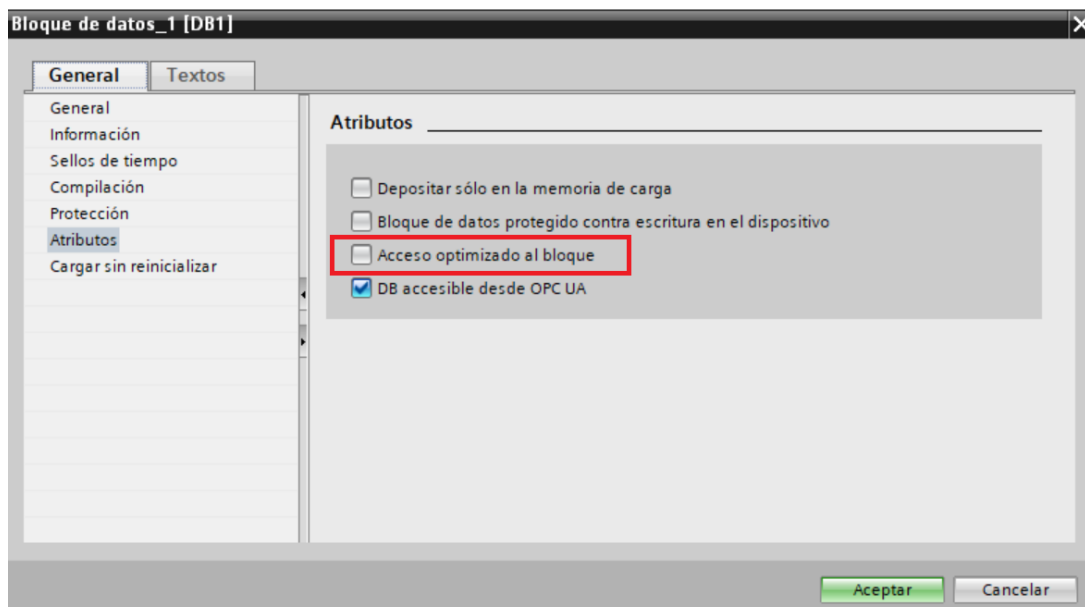 Bloque de datos_1 [DB1]
General Textos
General
Información
Sellos de tiempo
Compilación
Protección
Atributos
Cargar sin reinicializar
Atributos
Depositar sólo en la memoria de carga
Bloque de datos protegido contra escritura en el dispositivo
Acceso optimizado al bloque
DB accesible desde OPC UA
Aceptar Cancelar